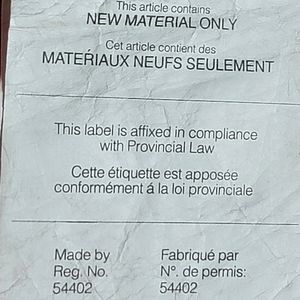 This article contains
NEW MATERIAL ONLY
Cet article contient des
MATERIAUX NEUFS SEULEMENT
This label is affixed in compliance
with Provincial Law
Cette étiquette est apposée
conformément á la loi provinciale
Made by Fabriqué par
Reg. No. N°. de permis:
54402 54402